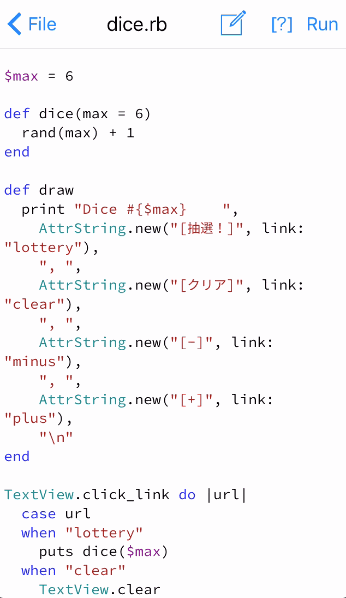 File dice.rb [?] Run
$max = 6
def dice(max = 6)
  rand(max) + 1
end
def draw
  print "Dice #{$max}    ",
    AttrString.new("[抽選！]", link:
"lottery"),
    ", ",
    AttrString.new("[クリア]", link:
"clear"),
    ", ",
    AttrString.new("[-]", link:
"minus"),
    ", ",
    AttrString.new("[+]", link:
"plus"),
    "\n"
end
TextView.click_link do |url|
  case url
  when "lottery"
    puts dice($max)
  when "clear"
    TextView.clear